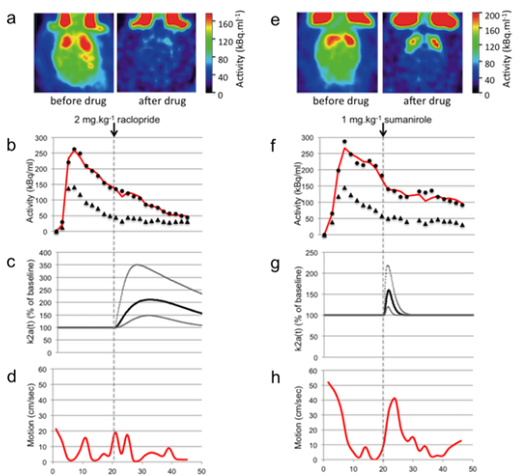 a
160
120
80
40
0
Activity (kBq.ml⁻¹)
before drug after drug
2 mg.kg⁻¹ raclopride
b
300
250
200
150
100
50
0
Activity (kBq/ml)
c
400
350
300
250
200
150
100
50
0
k2a(t) (% of baseline)
d
60
50
40
30
20
10
0
Motion (cm/sec)
0 10 20 30 40 50
e
200
160
120
80
40
0
Activity (kBq.ml⁻¹)
before drug after drug
1 mg.kg⁻¹ sumanirole
f
300
250
200
150
100
50
0
Activity (kBq/ml)
g
250
200
150
100
50
0
k2a(t) (% of baseline)
h
60
50
40
30
20
10
0
Motion (cm/sec)
0 10 20 30 40 50